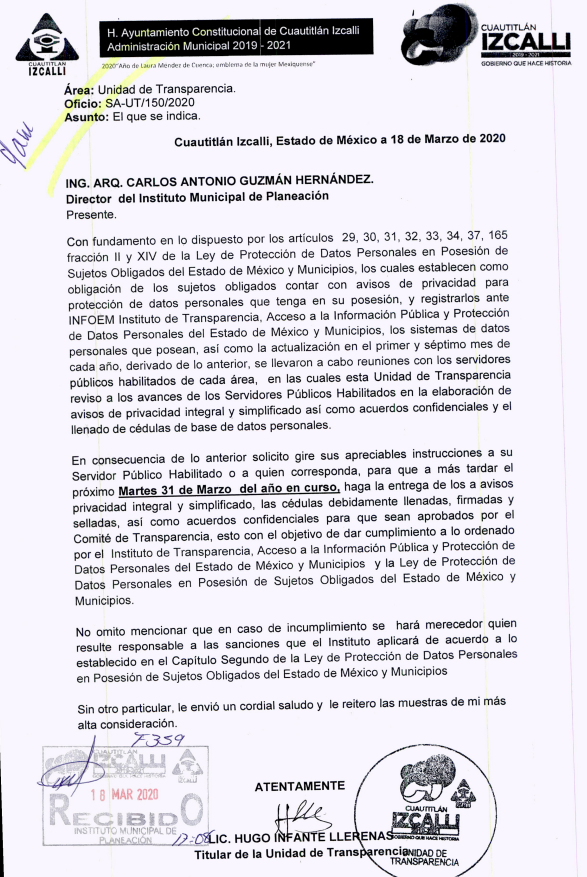 CUAUTITLÁN
IZCALLI
H. Ayuntamiento Constitucional de Cuautitlán Izcalli
Administración Municipal 2019 - 2021
2020"Año de Laura Mendez de Cuenca; emblema de la mujer Mexiquense"
CUAUTITLÁN
IZCALLI
2019 - 2021
GOBIERNO QUE HACE HISTORIA
Área: Unidad de Transparencia.
Oficio: SA-UT/150/2020
Asunto: El que se indica.
Cuautitlán Izcalli, Estado de México a 18 de Marzo de 2020
ING. ARQ. CARLOS ANTONIO GUZMÁN HERNÁNDEZ.
Director del Instituto Municipal de Planeación
Presente.
Con fundamento en lo dispuesto por los artículos 29, 30, 31, 32, 33, 34, 37, 165
fracción II y XIV de la Ley de Protección de Datos Personales en Posesión de
Sujetos Obligados del Estado de México y Municipios, los cuales establecen como
obligación de los sujetos obligados contar con avisos de privacidad para
protección de datos personales que tenga en su posesión, y registrarlos ante
INFOEM Instituto de Transparencia, Acceso a la Información Pública y Protección
de Datos Personales del Estado de México y Municipios, los sistemas de datos
personales que posean, así como la actualización en el primer y séptimo mes de
cada año, derivado de lo anterior, se llevaron a cabo reuniones con los servidores
públicos habilitados de cada área, en las cuales esta Unidad de Transparencia
reviso a los avances de los Servidores Públicos Habilitados en la elaboración de
avisos de privacidad integral y simplificado así como acuerdos confidenciales y el
llenado de cédulas de base de datos personales.
En consecuencia de lo anterior solicito gire sus apreciables instrucciones a su
Servidor Público Habilitado o a quien corresponda, para que a más tardar el
próximo Martes 31 de Marzo del año en curso, haga la entrega de los a avisos
privacidad integral y simplificado, las cédulas debidamente llenadas, firmadas y
selladas, así como acuerdos confidenciales para que sean aprobados por el
Comité de Transparencia, esto con el objetivo de dar cumplimiento a lo ordenado
por el Instituto de Transparencia, Acceso a la Información Pública y Protección de
Datos Personales del Estado de México y Municipios y la Ley de Protección de
Datos Personales en Posesión de Sujetos Obligados del Estado de México y
Municipios.
No omito mencionar que en caso de incumplimiento se hará merecedor quien
resulte responsable a las sanciones que el Instituto aplicará de acuerdo a lo
establecido en el Capítulo Segundo de la Ley de Protección de Datos Personales
en Posesión de Sujetos Obligados del Estado de México y Municipios
Sin otro particular, le envió un cordial saludo y le reitero las muestras de mi más
alta consideración.
F359
CUAUTITLÁN
IZCALLI
18 MAR 2020
RECIBIDO
INSTITUTO MUNICIPAL DE
PLANEACIÓN
ATENTAMENTE
LIC. HUGO INFANTE LLERENAS
Titular de la Unidad de Transparencia
CUAUTITLÁN
IZCALLI
GOBIERNO QUE HACE HISTORIA
UNIDAD DE
TRANSPARENCIA